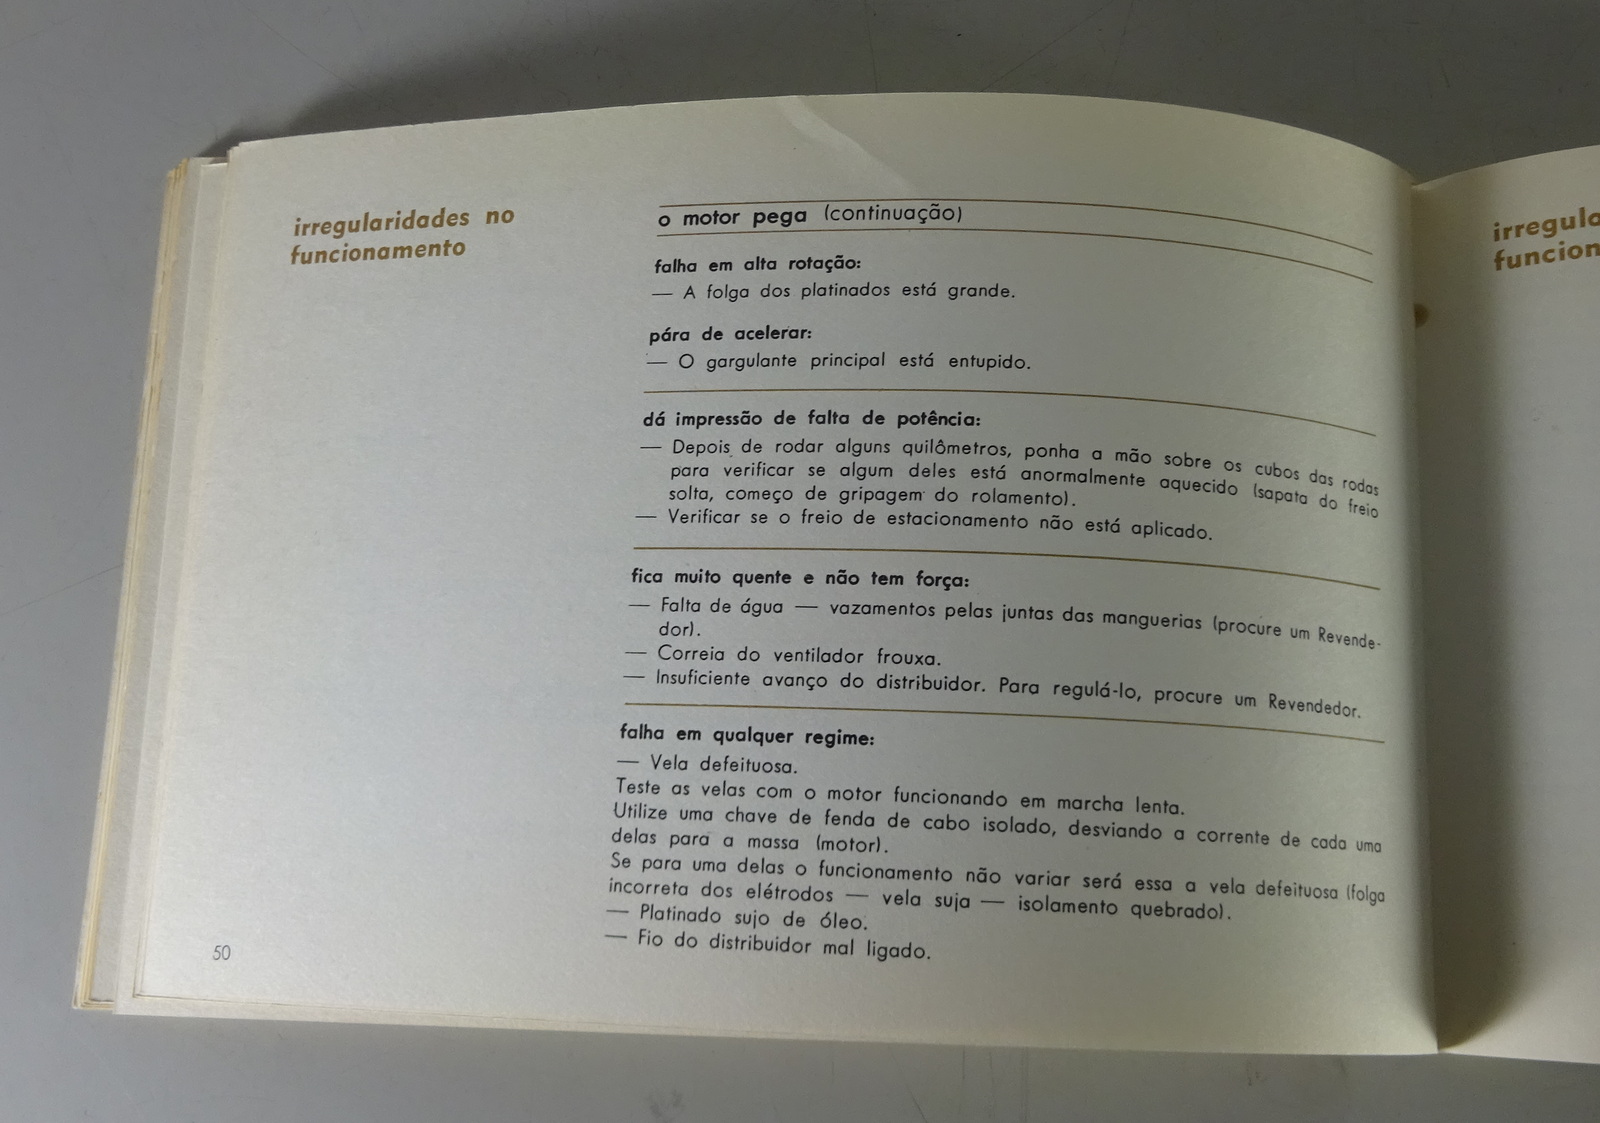 irregularidades no
funcionamento
o motor pega (continuação)
falha em alta rotação:
— A folga dos platinados está grande.
pára de acelerar:
— O gargulante principal está entupido.
dá impressão de falta de potência:
— Depois de rodar alguns quilômetros, ponha a mão sobre os cubos das rodas
para verificar se algum deles está anormalmente aquecido (sapata do freio
solta, começo de gripagem do rolamento).
— Verificar se o freio de estacionamento não está aplicado.
fica muito quente e não tem força:
— Falta de água — vazamentos pelas juntas das manguerias (procure um Revende-
dor).
— Correia do ventilador frouxa.
— Insuficiente avanço do distribuidor. Para regulá-lo, procure um Revendedor.
falha em qualquer regime:
— Vela defeituosa.
Teste as velas com o motor funcionando em marcha lenta.
Utilize uma chave de fenda de cabo isolado, desviando a corrente de cada uma
delas para a massa (motor).
Se para uma delas o funcionamento não variar será essa a vela defeituosa (folga
incorreta dos elétrodos — vela suja — isolamento quebrado).
— Platinado sujo de óleo.
— Fio do distribuidor mal ligado.
50
irregula
funcion